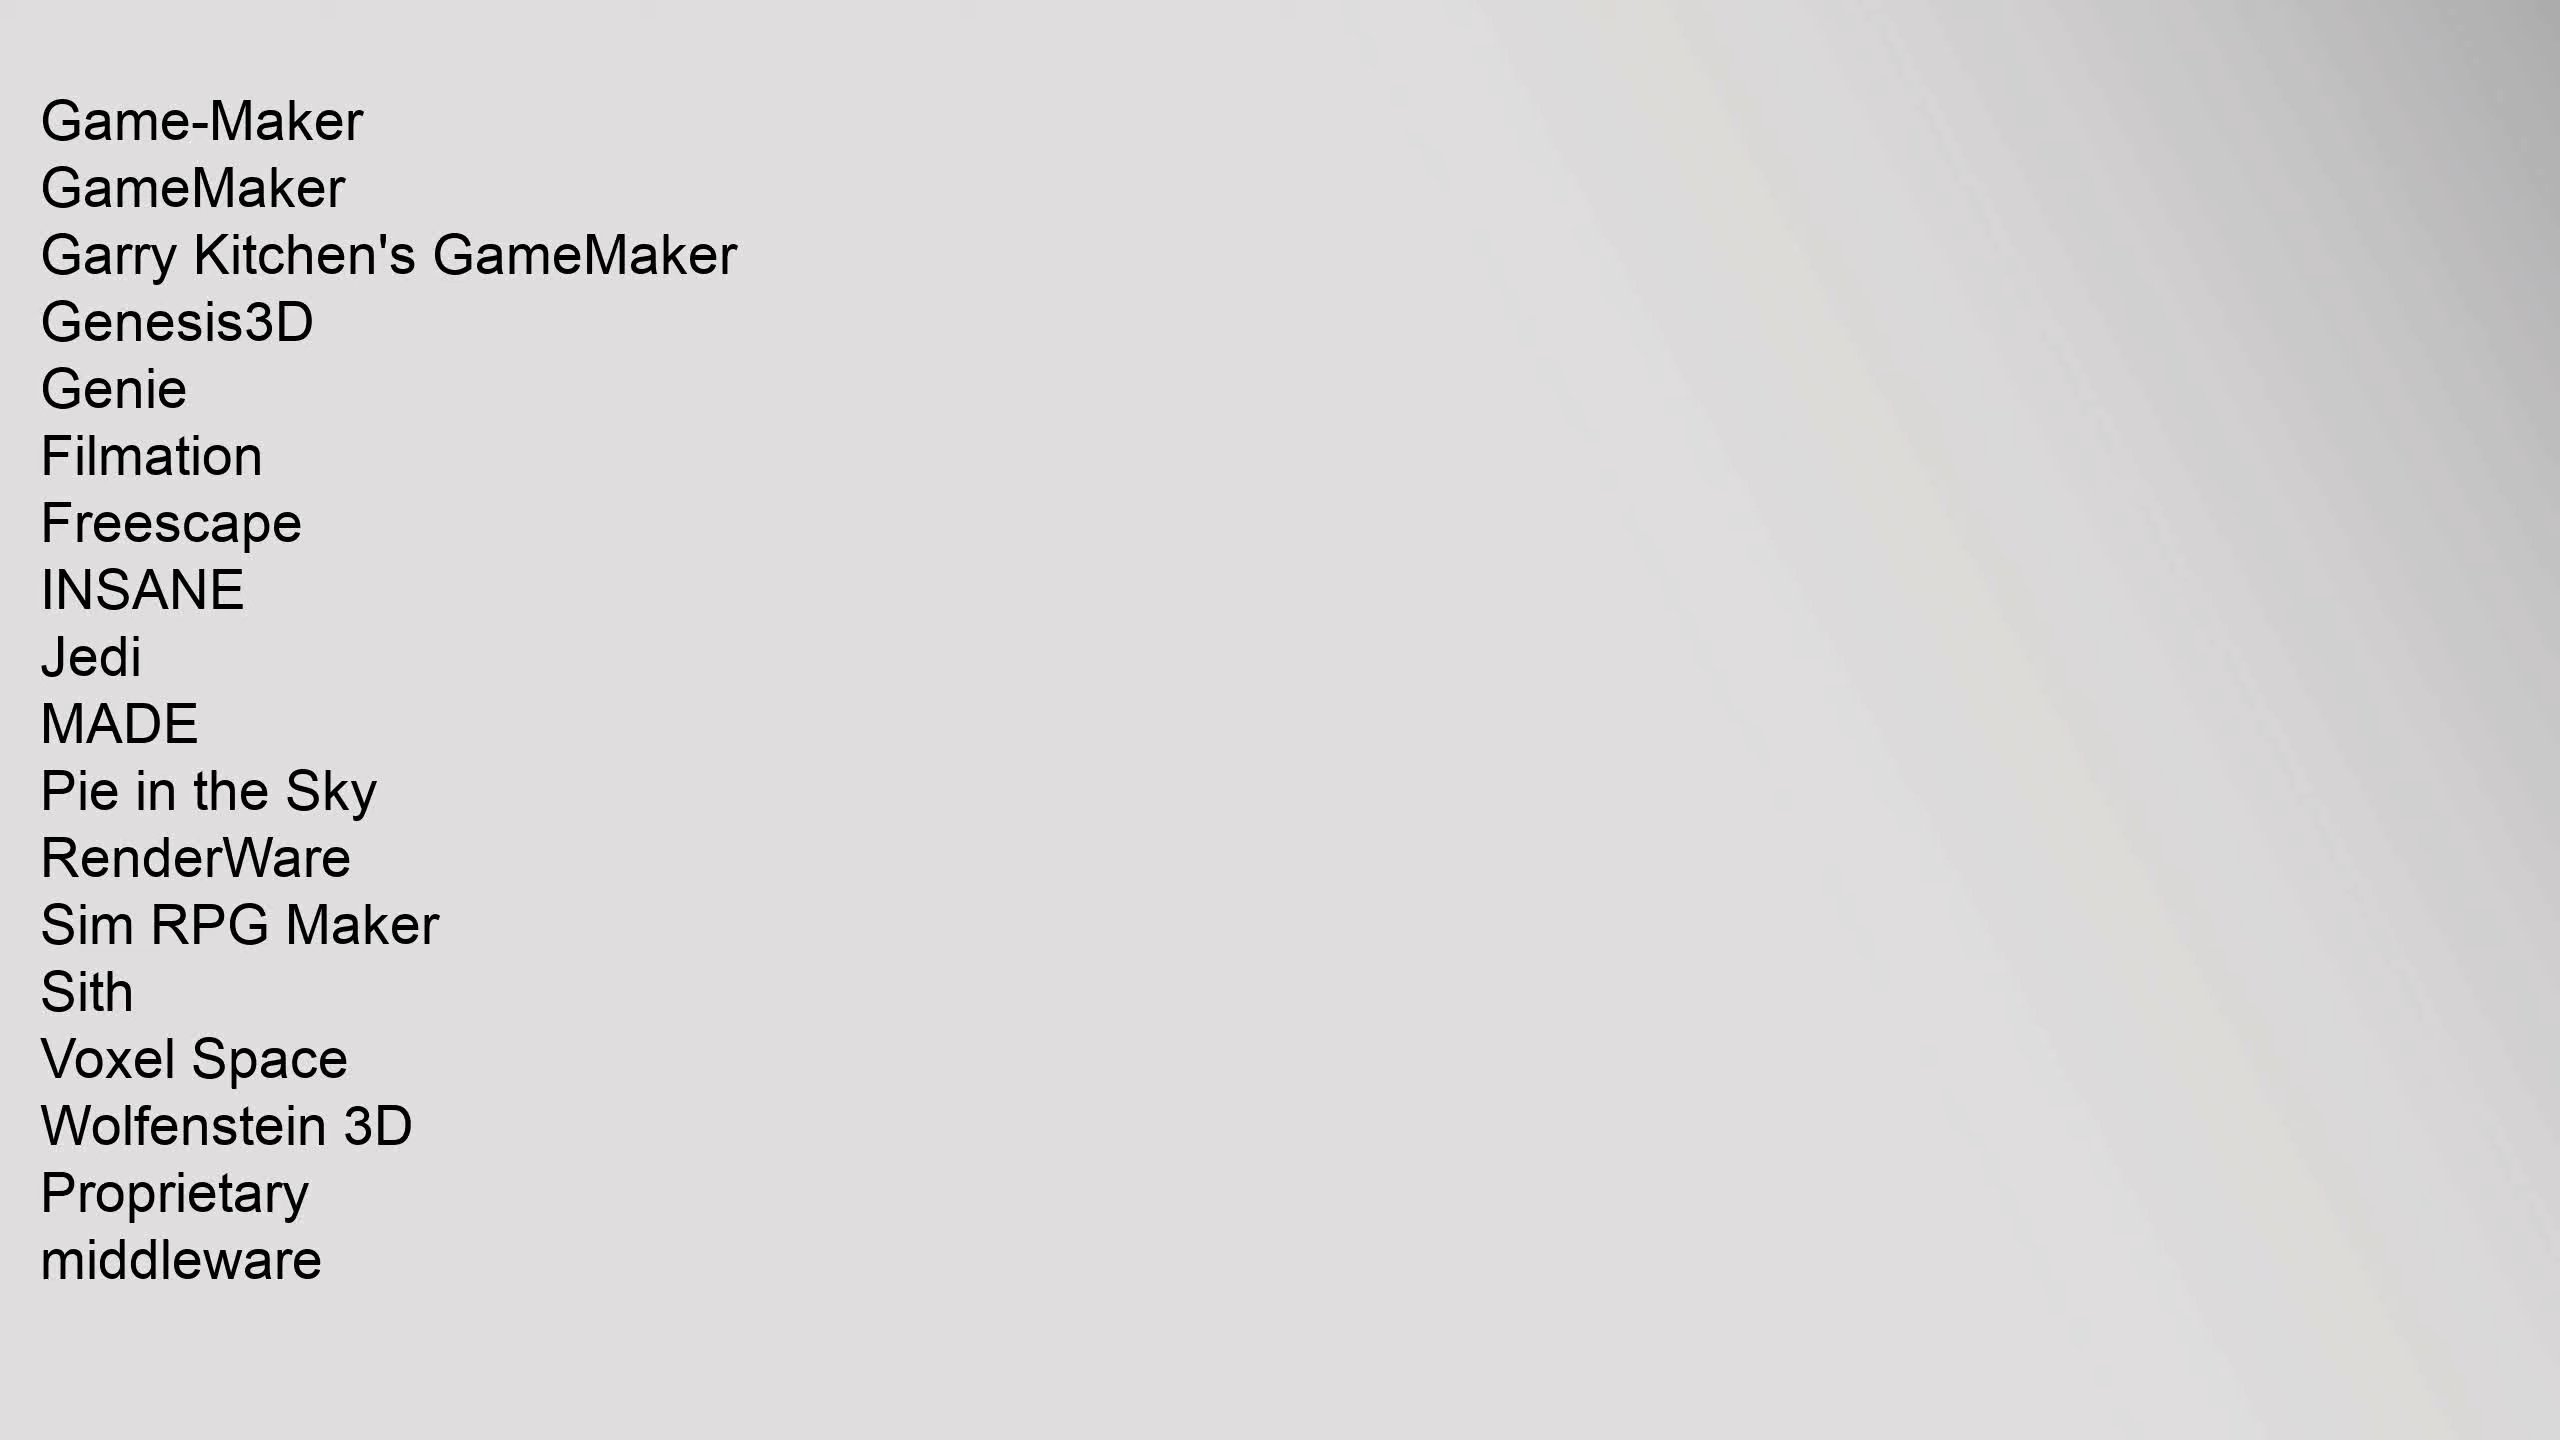 Game-Maker
GameMaker
Garry Kitchen's GameMaker
Genesis3D
Genie
Filmation
Freescape
INSANE
Jedi
MADE
Pie in the Sky
RenderWare
Sim RPG Maker
Sith
Voxel Space
Wolfenstein 3D
Proprietary
middleware